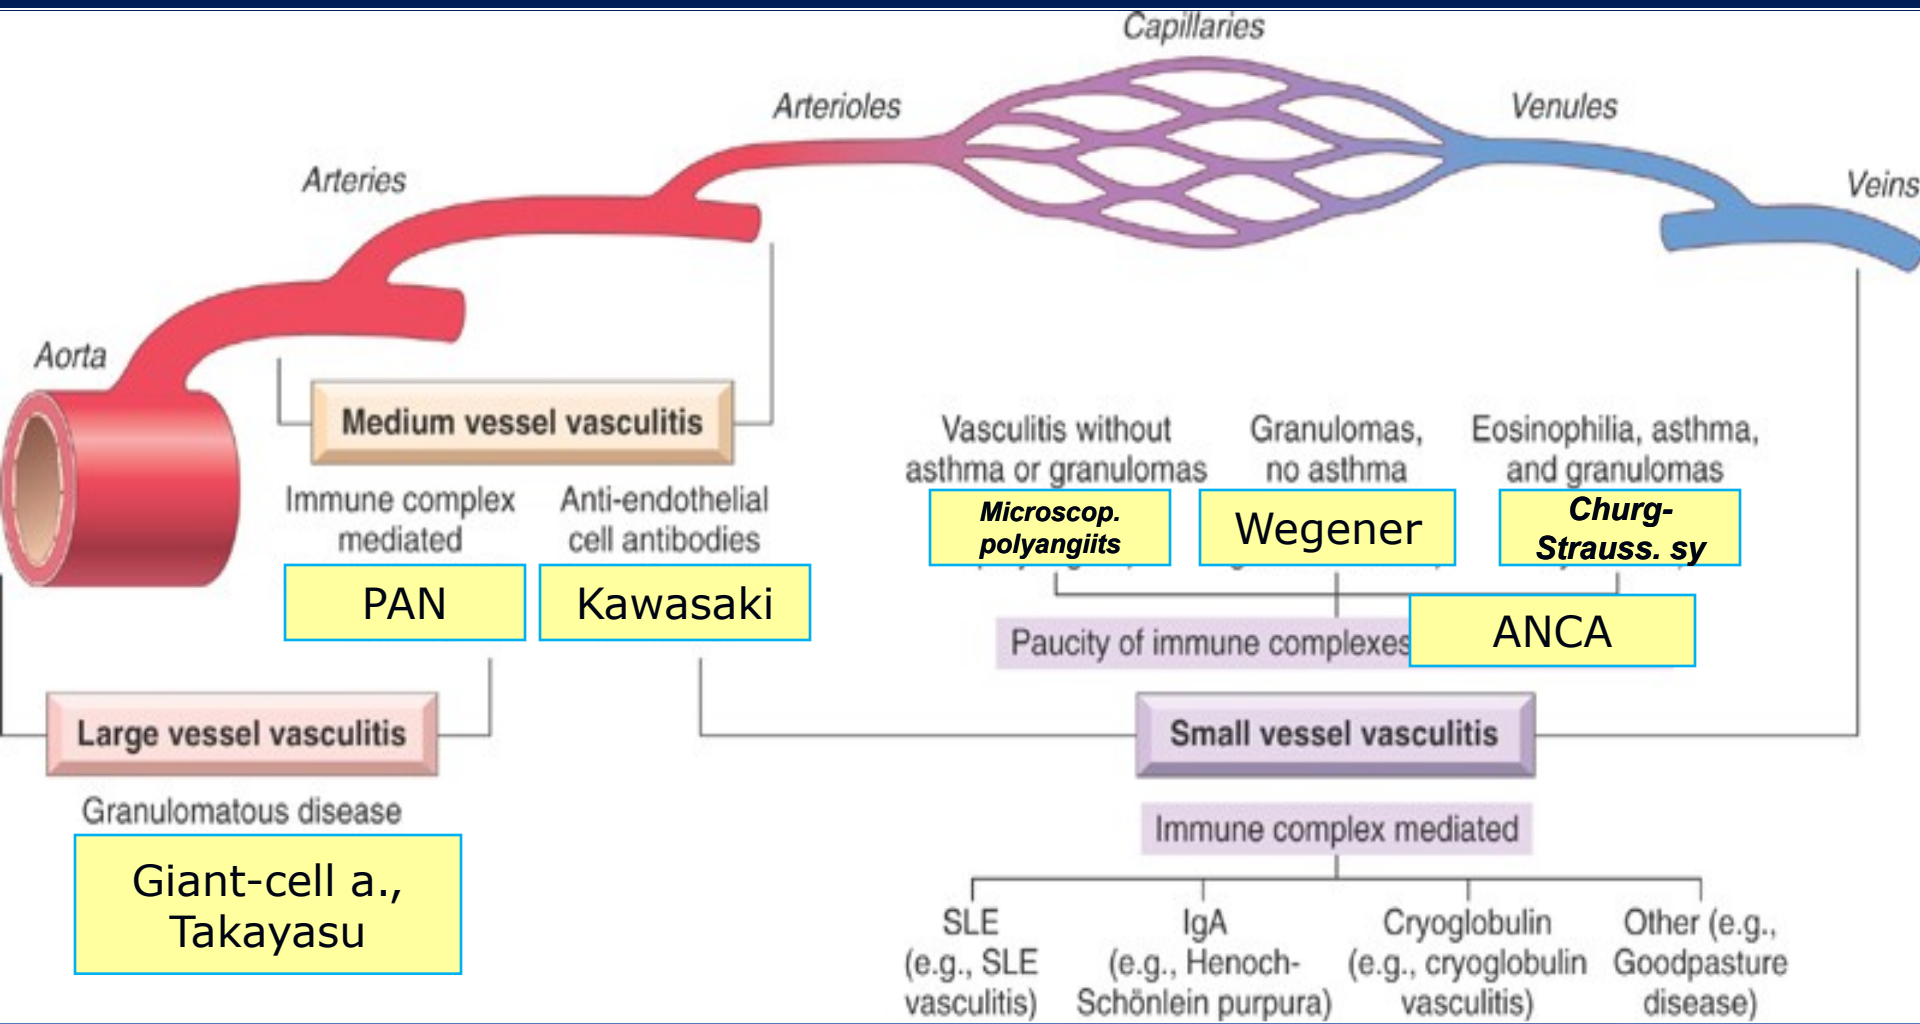 Capillaries
Arterioles
Venules
Arteries
Veins
Aorta
Medium vessel vasculitis
Immune complex
mediated
PAN
Anti-endothelial
cell antibodies
Kawasaki
Vasculitis without
asthma or granulomas
Microscop.
polyangiits
Granulomas,
no asthma
Wegener
Eosinophilia, asthma,
and granulomas
Churg-
Strauss. sy
Paucity of immune complexes
ANCA
Large vessel vasculitis
Granulomatous disease
Giant-cell a.,
Takayasu
Small vessel vasculitis
Immune complex mediated
SLE
(e.g., SLE
vasculitis)
IgA
(e.g., Henoch-
Schönlein purpura)
Cryoglobulin
(e.g., cryoglobulin
vasculitis)
Other (e.g.,
Goodpasture
disease)